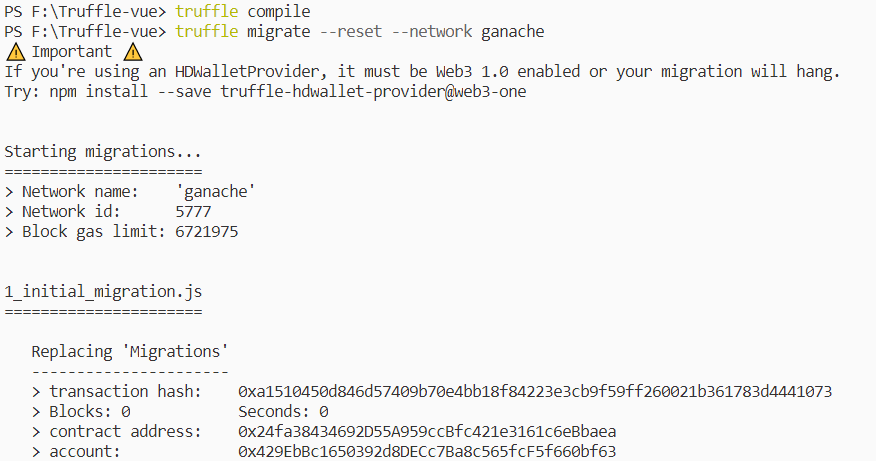 PS F:\Truffle-vue> truffle compile
PS F:\Truffle-vue> truffle migrate --reset --network ganache
⚠ Important ⚠
If you're using an HDWalletProvider, it must be Web3 1.0 enabled or your migration will hang.
Try: npm install --save truffle-hdwallet-provider@web3-one
Starting migrations...
======================
> Network name:    'ganache'
> Network id:      5777
> Block gas limit: 6721975
1_initial_migration.js
======================
Replacing 'Migrations'
----------------------
> transaction hash:    0xa1510450d846d57409b70e4bb18f84223e3cb9f59ff260021b361783d4441073
> Blocks: 0            Seconds: 0
> contract address:    0x24fa38434692D55A959ccBfc421e3161c6eBbaea
> account:             0x429EbBc1650392d8DECc7Ba8c565fcF5f660bf63